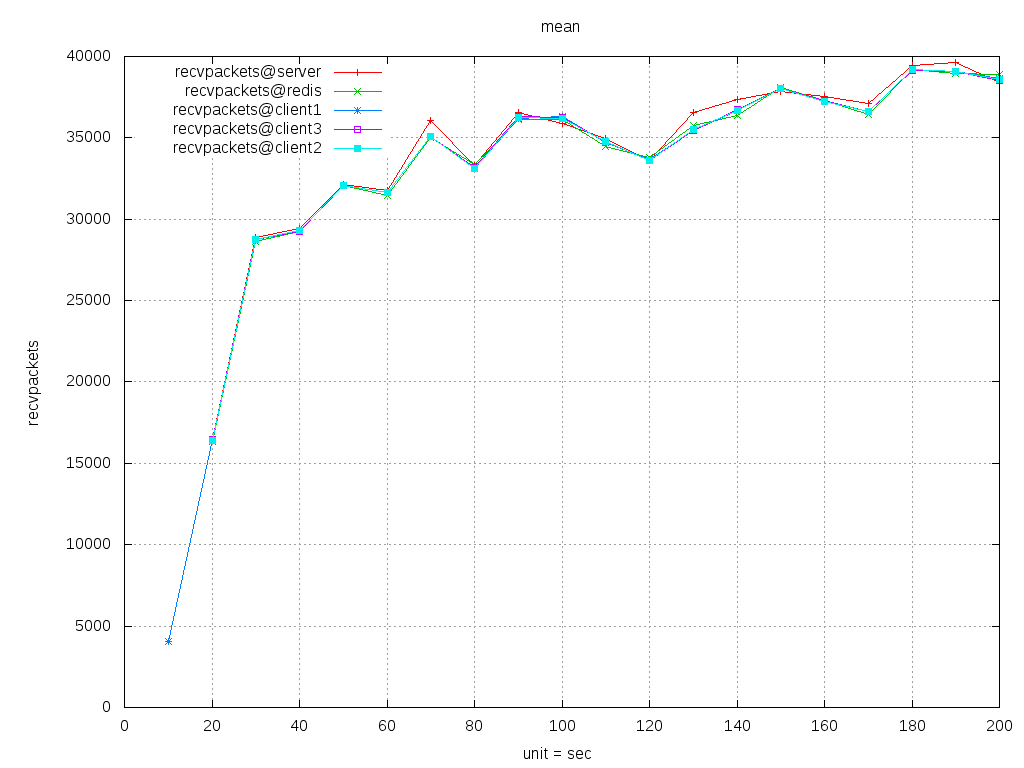 mean
recvpackets@server
recvpackets@redis
recvpackets@client1
recvpackets@client3
recvpackets@client2
recvpackets
40000
35000
30000
25000
20000
15000
10000
5000
0
0 20 40 60 80 100 120 140 160 180 200
unit = sec